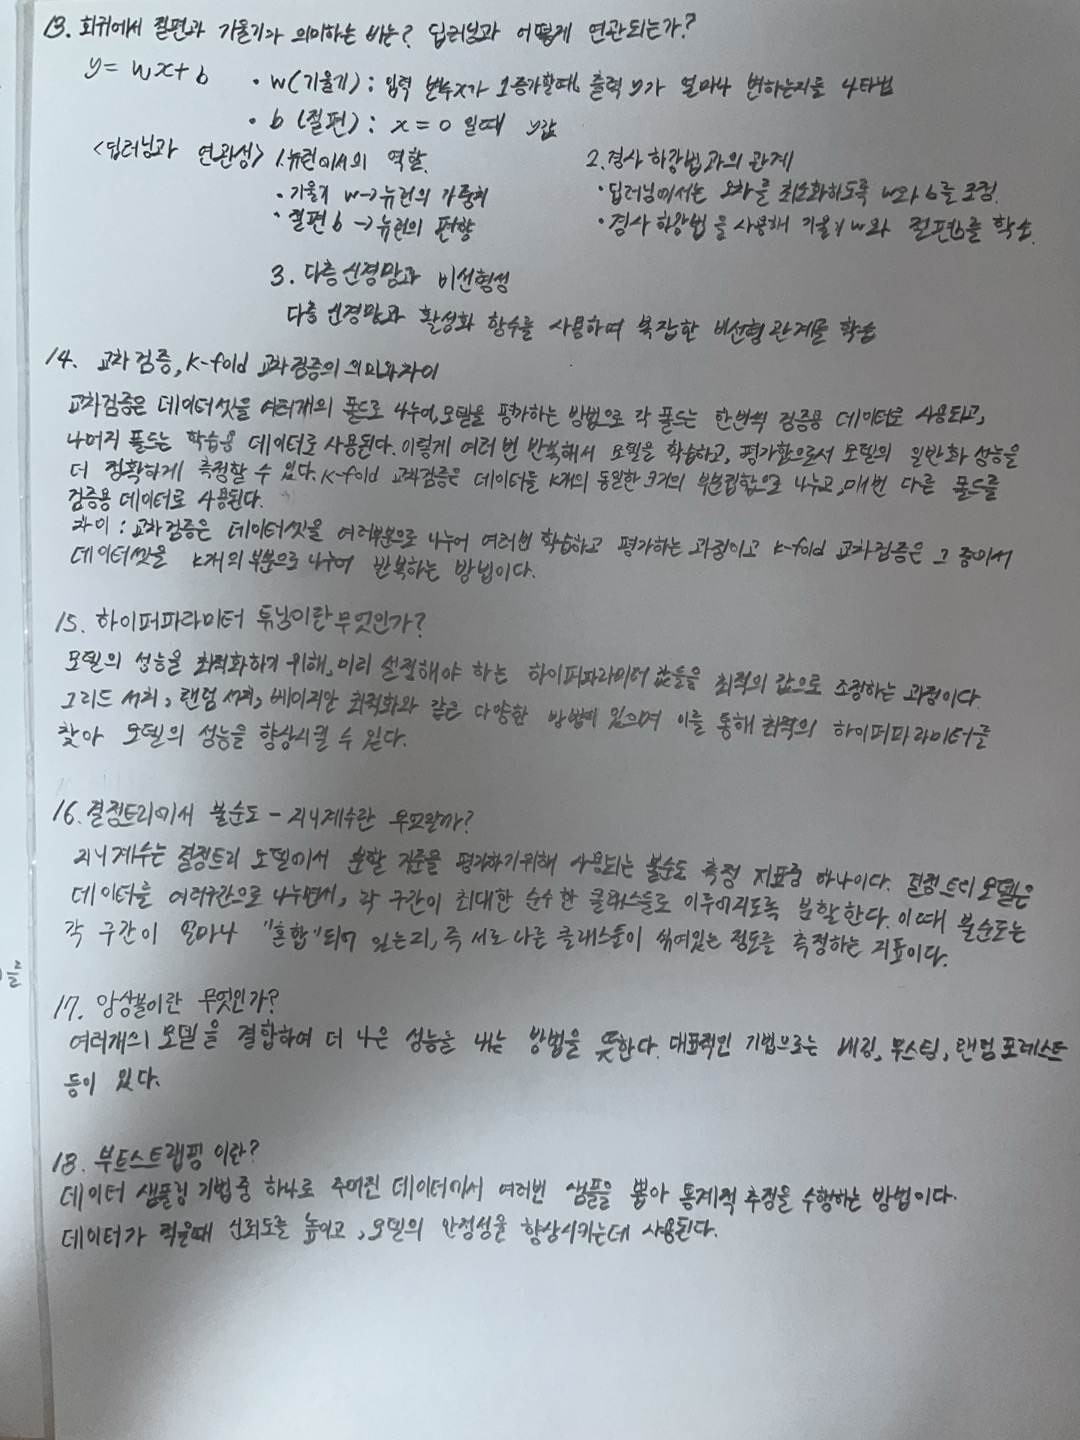 13. 회귀에서 절편과 기울기가 의미하는 바는? 딥러닝과 어떻게 연관되는가?
y = wx + b
• w(기울기) : 입력 변수x가 1증가할때 출력 y가 얼마나 변하는지를 나타냄
• b (절편) : x = 0 일때 y값
<딥러닝과 연관성>
1. 뉴런에서의 역할
• 기울기 w → 뉴런의 가중치
• 절편 b → 뉴런의 편향
2. 경사 하강법과의 관계
• 딥러닝에서는 오차를 최소화하도록 w와 b를 조정.
• 경사 하강법을 사용해 기울기 w와 절편b를 학습.
3. 다층 신경망과 비선형성
다층 신경망과 활성화 함수를 사용하며 복잡한 비선형 관계를 학습
14. 교차 검증, K-fold 교차검증의 의미와 차이
교차검증은 데이터셋을 여러개의 폴드로 나누어, 모델을 평가하는 방법으로 각 폴드는 한번씩 검증용 데이터로 사용되고,
나머지 폴드는 학습용 데이터로 사용된다. 이렇게 여러 번 반복해서 모델을 학습하고, 평가함으로서 모델의 일반화 성능을
더 정확하게 측정할 수 있다. K-fold 교차검증은 데이터를 K개의 동일한 크기의 부분집합으로 나누고, 매번 다른 폴드를
검증용 데이터로 사용된다.
차이 : 교차검증은 데이터셋을 여러부분으로 나누어 여러번 학습하고 평가하는 과정이고 K-fold 교차검증은 그 중에서
데이터셋을 K개의 부분으로 나누어 반복하는 방법이다.
15. 하이퍼파라미터 튜닝이란 무엇인가?
모델의 성능을 최적화하기 위해, 미리 설정해야 하는 하이퍼파라미터 값들을 최적의 값으로 조정하는 과정이다.
그리드 서치, 랜덤 서치, 베이지안 최적화와 같은 다양한 방법이 있으며 이를 통해 최적의 하이퍼파라미터를
찾아 모델의 성능을 향상시킬 수 있다.
16. 결정트리에서 불순도 - 지니계수란 무엇일까?
지니계수는 결정트리 모델에서 분할 기준을 평가하기위해 사용되는 불순도 측정 지표중 하나이다. 결정트리 모델은
데이터를 여러구간으로 나누면서, 각 구간이 최대한 순수한 클래스들로 이루어지도록 분할한다. 이때 불순도는
각 구간이 얼마나 "혼합"되어 있는지, 즉 서로 다른 클래스들이 섞여있는 정도를 측정하는 지표이다.
를
17. 앙상블이란 무엇인가?
여러개의 모델을 결합하여 더 나은 성능을 내는 방법을 뜻한다. 대표적인 기법으로는 배깅, 부스팅, 랜덤 포레스트
등이 있다.
18. 부트스트랩핑 이란?
데이터 샘플링 기법중 하나로 주어진 데이터에서 여러번 샘플을 뽑아 통계적 추정을 수행하는 방법이다.
데이터가 적을때 신뢰도를 높이고, 모델의 안정성을 향상시키는데 사용된다.